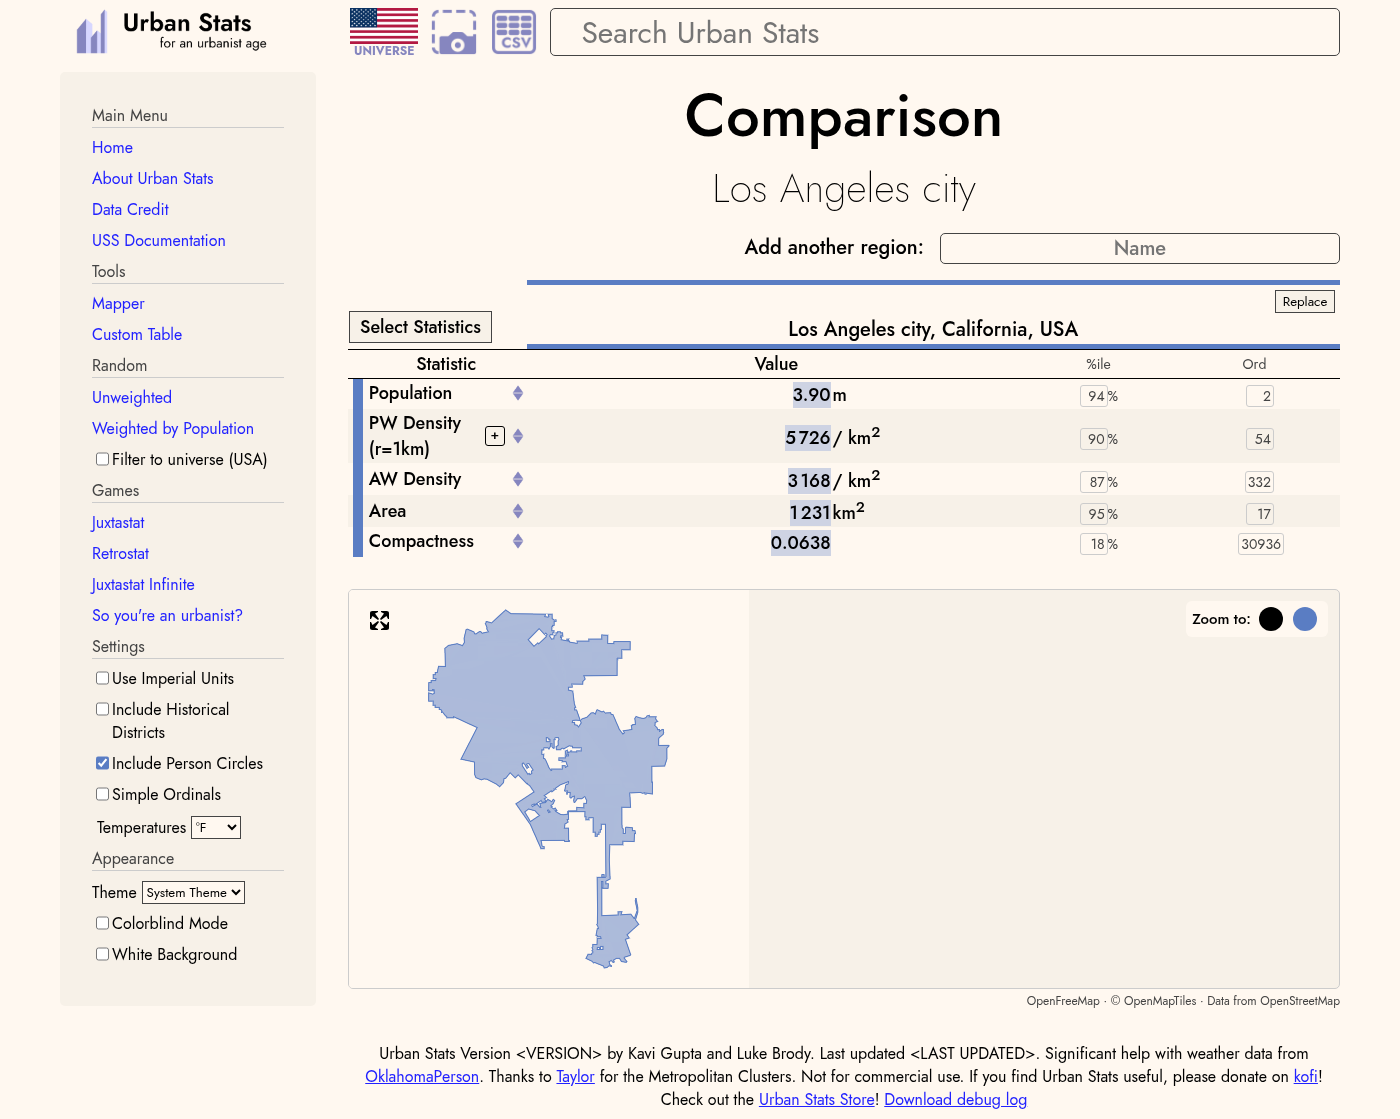 Urban Stats
for an urbanist age
UNIVERSE
CSV
Search Urban Stats
Main Menu
Home
About Urban Stats
Data Credit
USS Documentation
Tools
Mapper
Custom Table
Random
Unweighted
Weighted by Population
Filter to universe (USA)
Games
Juxtastat
Retrostat
Juxtastat Infinite
So you're an urbanist?
Settings
Use Imperial Units
Include Historical
Districts
Include Person Circles
Simple Ordinals
Temperatures °F
Appearance
Theme System Theme
Colorblind Mode
White Background
Comparison
Los Angeles city
Add another region: Name
Replace
Select Statistics
Los Angeles city, California, USA
Statistic Value %ile Ord
Population 3.90 m 94% 2
PW Density
(r=1km) + 5 726 / km² 90% 54
AW Density 3 168 / km² 87% 332
Area 1 231 km² 95% 17
Compactness 0.0638 18% 30936
Zoom to:
OpenFreeMap · © OpenMapTiles · Data from OpenStreetMap
Urban Stats Version <VERSION> by Kavi Gupta and Luke Brody. Last updated <LAST UPDATED>. Significant help with weather data from
OklahomaPerson. Thanks to Taylor for the Metropolitan Clusters. Not for commercial use. If you find Urban Stats useful, please donate on kofi!
Check out the Urban Stats Store! Download debug log